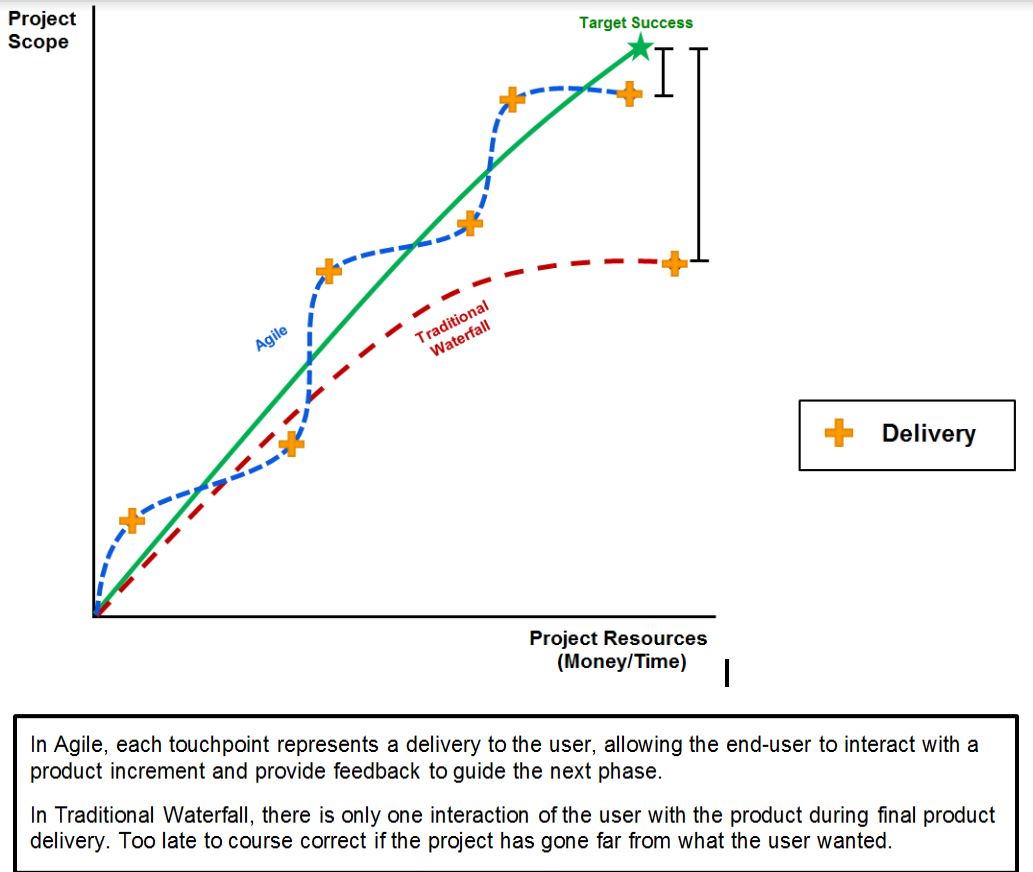 Project
Scope
Target Success
Agile
Traditional
Waterfall
Delivery
Project Resources
(Money/Time)
In Agile, each touchpoint represents a delivery to the user, allowing the end-user to interact with a
product increment and provide feedback to guide the next phase.
In Traditional Waterfall, there is only one interaction of the user with the product during final product
delivery. Too late to course correct if the project has gone far from what the user wanted.